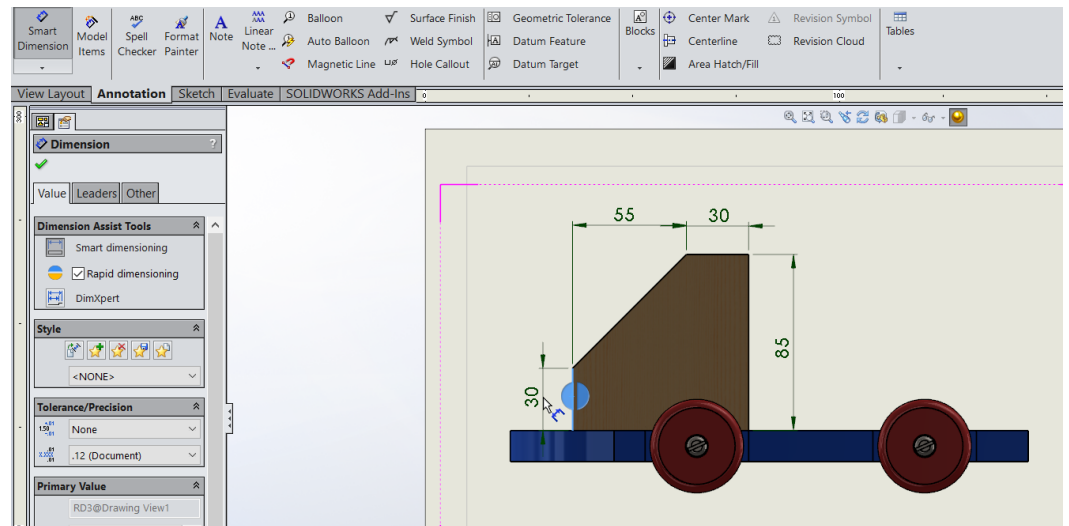 Smart Dimension
Model Items
ABC
Spell Checker
Format Painter
A
Note
Linear Note ...
Balloon
Auto Balloon
Magnetic Line
Surface Finish
Weld Symbol
Hole Callout
Geometric Tolerance
Datum Feature
Datum Target
Blocks
Center Mark
Centerline
Area Hatch/Fill
Revision Symbol
Revision Cloud
Tables
View Layout Annotation Sketch Evaluate SOLIDWORKS Add-Ins
0 100
Dimension ?
Value Leaders Other
Dimension Assist Tools
Smart dimensioning
Rapid dimensioning
DimXpert
Style
<NONE>
Tolerance/Precision
None
.12 (Document)
Primary Value
RD3@Drawing View1
55 30
85
30